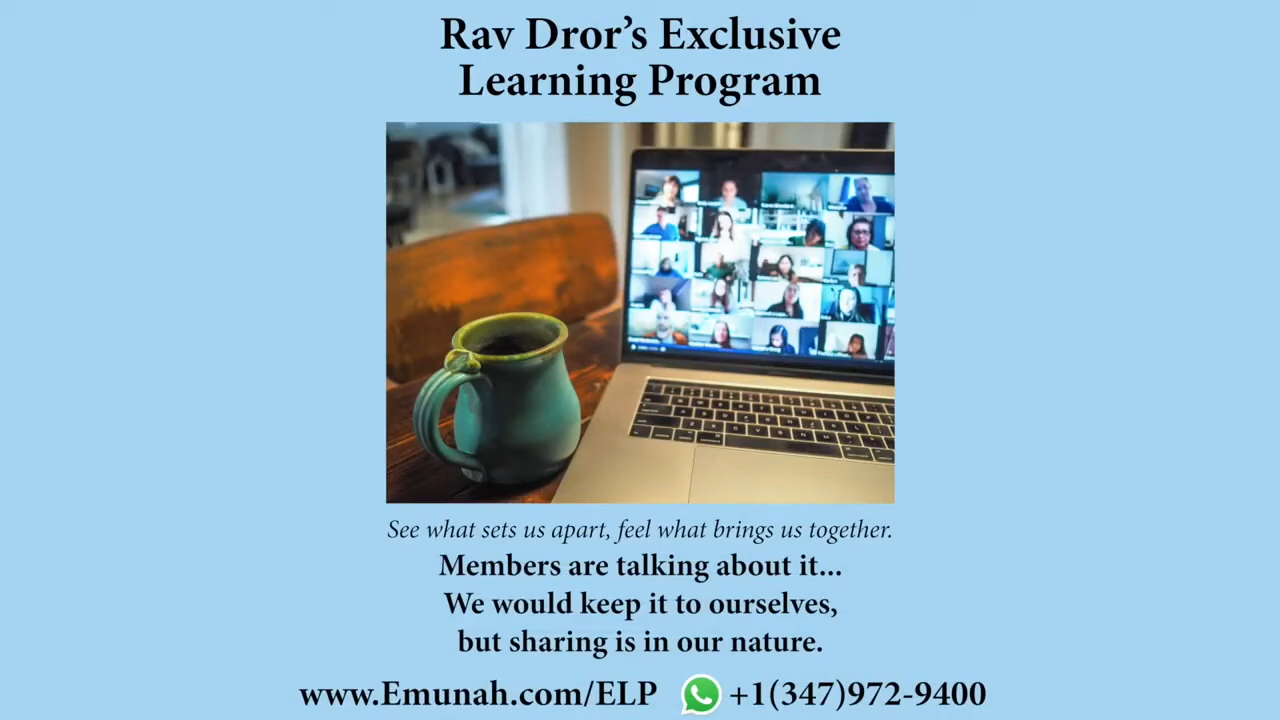 Rav Dror’s Exclusive
Learning Program
See what sets us apart, feel what brings us together.
Members are talking about it...
We would keep it to ourselves,
but sharing is in our nature.
www.Emunah.com/ELP +1(347)972-9400